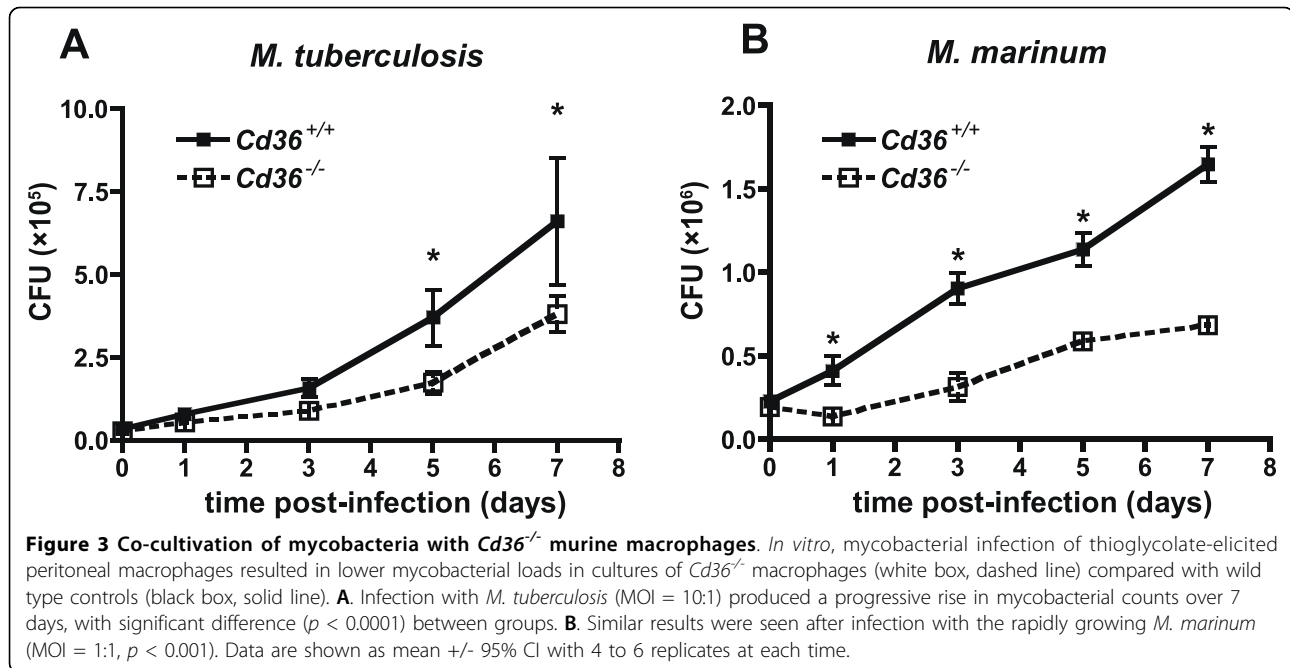 A
M. tuberculosis
10.0
7.5
5.0
2.5
0.0
CFU (×10⁵)
Cd36+/+
Cd36-/-
*
*
0 1 2 3 4 5 6 7 8
time post-infection (days)
B
M. marinum
2.0
1.5
1.0
0.5
0.0
CFU (×10⁶)
Cd36+/+
Cd36-/-
*
*
*
*
0 1 2 3 4 5 6 7 8
time post-infection (days)
Figure 3 Co-cultivation of mycobacteria with Cd36-/- murine macrophages. In vitro, mycobacterial infection of thioglycolate-elicited
peritoneal macrophages resulted in lower mycobacterial loads in cultures of Cd36-/- macrophages (white box, dashed line) compared with wild
type controls (black box, solid line). A. Infection with M. tuberculosis (MOI = 10:1) produced a progressive rise in mycobacterial counts over 7
days, with significant difference (p < 0.0001) between groups. B. Similar results were seen after infection with the rapidly growing M. marinum
(MOI = 1:1, p < 0.001). Data are shown as mean +/- 95% CI with 4 to 6 replicates at each time.